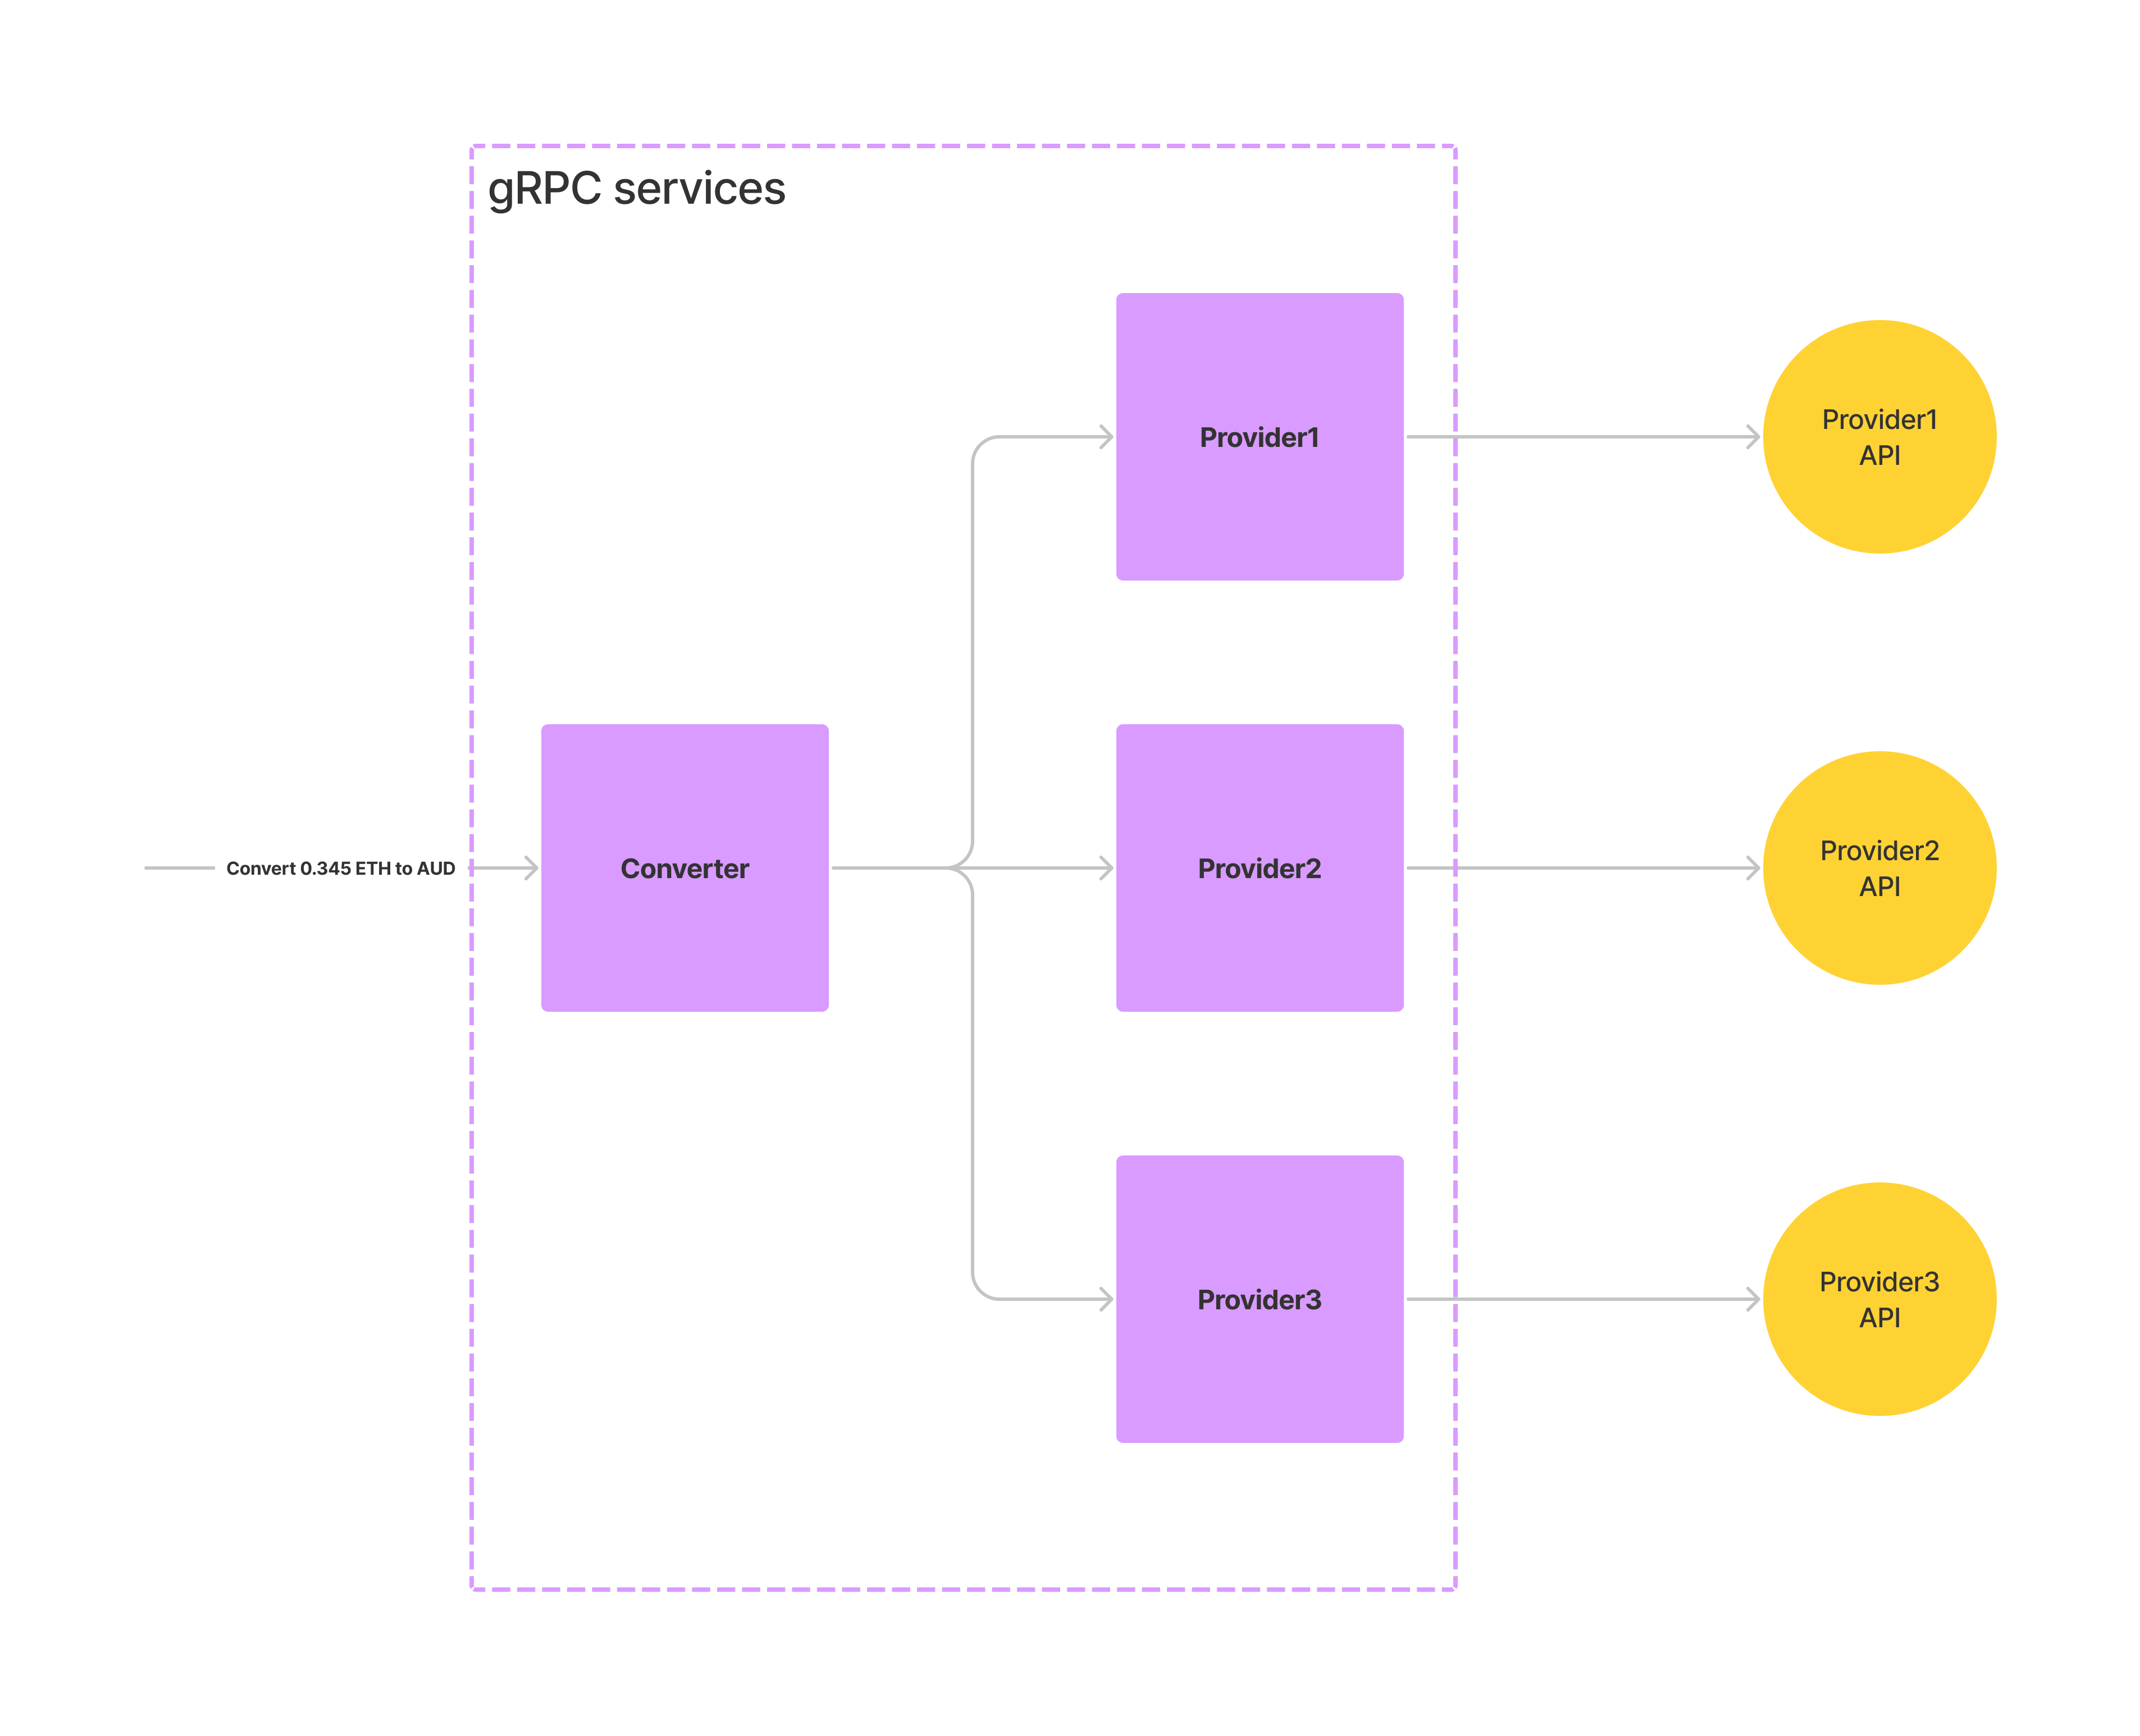 gRPC services
Provider1
Provider1
API
Convert 0.345 ETH to AUD
Converter
Provider2
Provider2
API
Provider3
Provider3
API